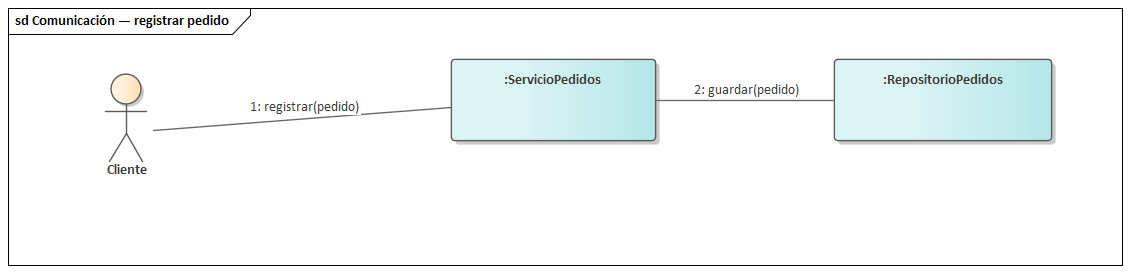 sd Comunicación — registrar pedido
:ServicioPedidos
:RepositorioPedidos
1: registrar(pedido)
2: guardar(pedido)
Cliente